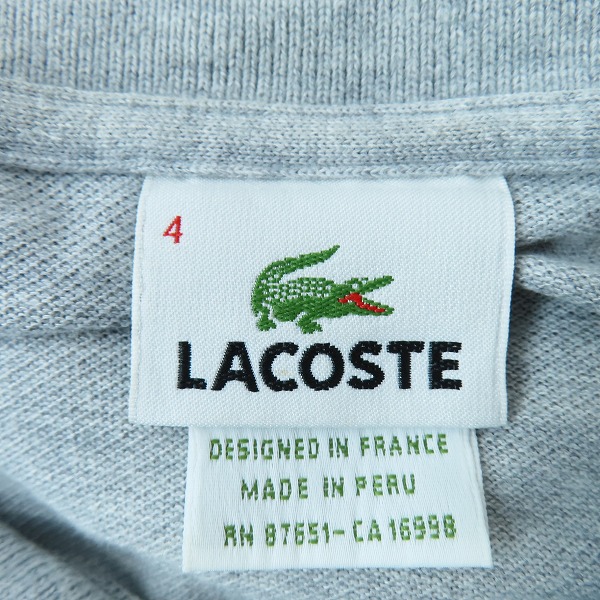 4
LACOSTE
DESIGNED IN FRANCE
MADE IN PERU
RN 87651-CA 16998